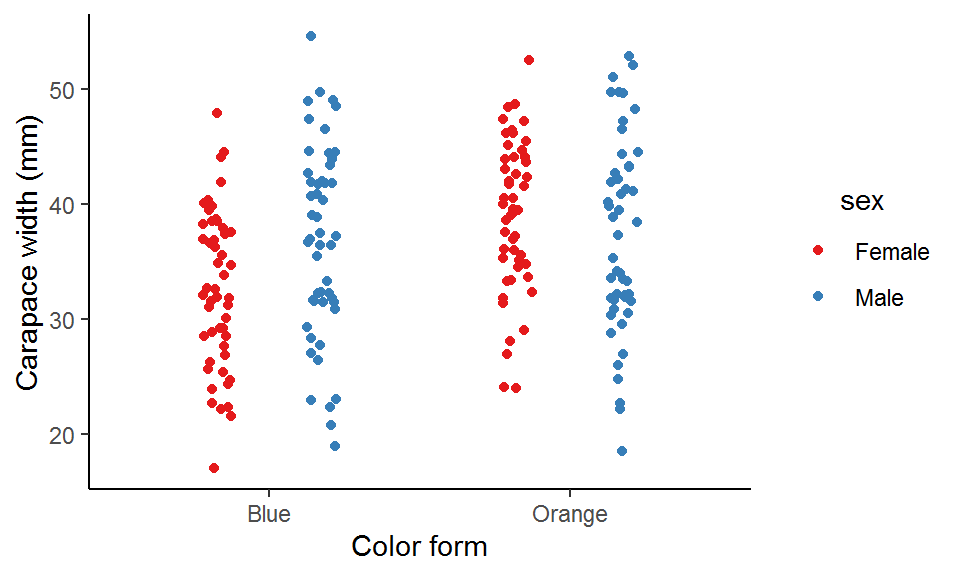 Carapace width (mm)
50
40
30
20
Blue
Orange
Color form
sex
Female
Male